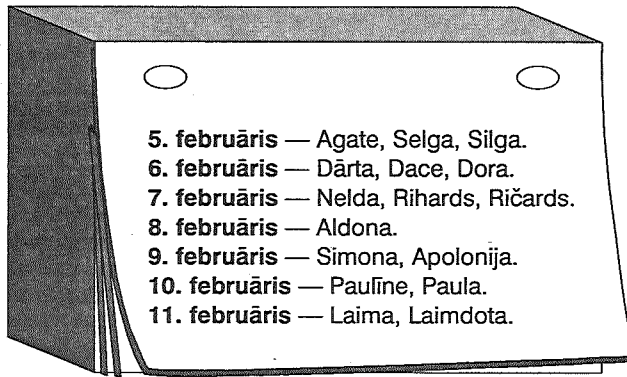 5. februāris — Agate, Selga, Silga.
6. februāris — Dārta, Dace, Dora.
7. februāris — Nelda, Rihards, Ričards.
8. februāris — Aldona.
9. februāris — Simona, Apolonija.
10. februāris — Paulīne, Paula.
11. februāris — Laima, Laimdota.